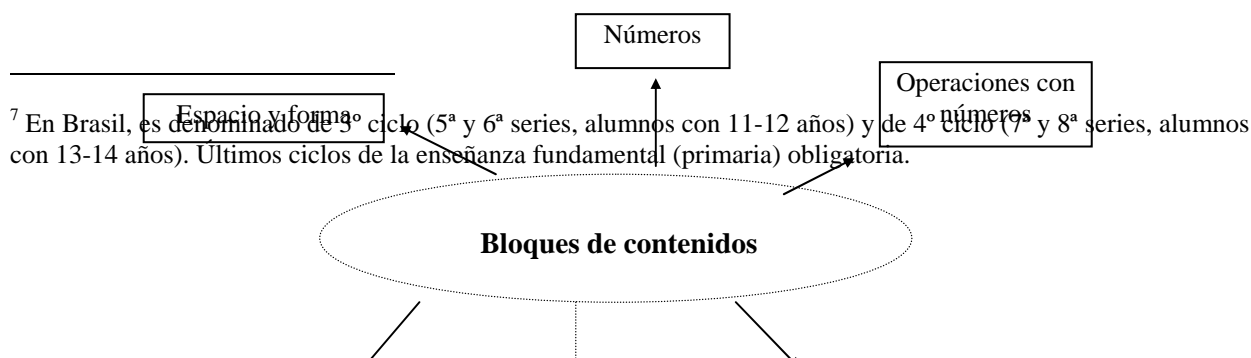 Números
Operaciones con
números
Espacio y forma
⁷ En Brasil, es denominado de 3º ciclo (5ª y 6ª series, alumnos con 11-12 años) y de 4º ciclo (7ª y 8ª series, alumnos
con 13-14 años). Últimos ciclos de la enseñanza fundamental (primaria) obligatoria.
Bloques de contenidos